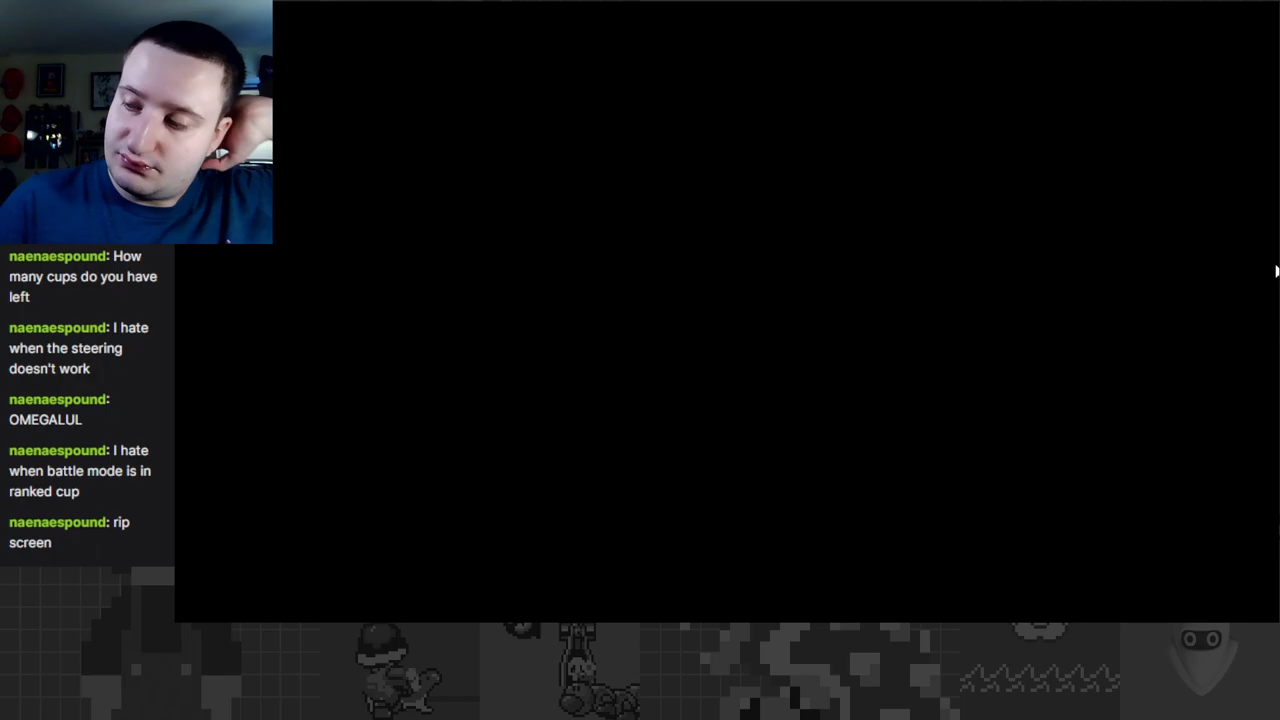 naenaespound: How
many cups do you have
left
naenaespound: I hate
when the steering
doesn't work
naenaespound:
OMEGALUL
naenaespound: I hate
when battle mode is in
ranked cup
naenaespound: rip
screen